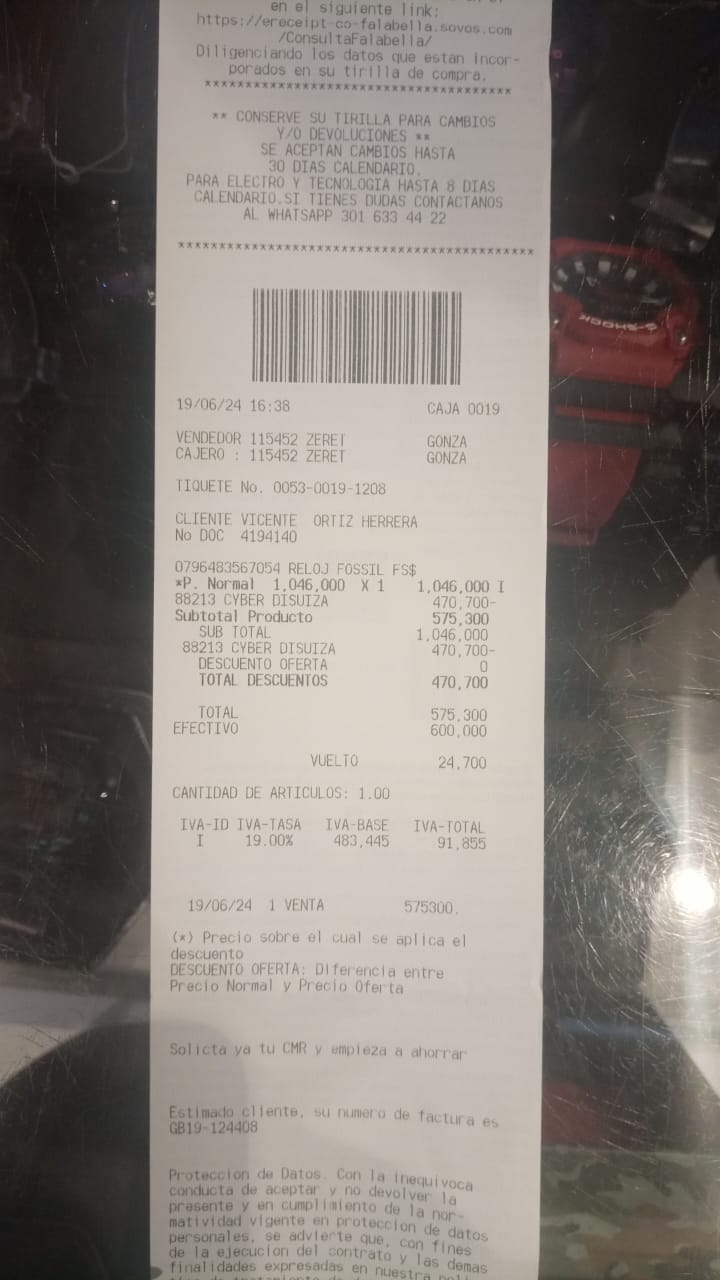 en el siguiente link:
https://ereceipt-co-falabella.sovos.com
/ConsultaFalabella/
Diligenciando los datos que estan incor-
porados en su tirilla de compra.
****************************************
** CONSERVE SU TIRILLA PARA CAMBIOS
Y/O DEVOLUCIONES **
SE ACEPTAN CAMBIOS HASTA
30 DIAS CALENDARIO.
PARA ELECTRO Y TECNOLOGIA HASTA 8 DIAS
CALENDARIO.SI TIENES DUDAS CONTACTANOS
AL WHATSAPP 301 633 44 22
****************************************
19/06/24 16:38 CAJA 0019
VENDEDOR 115452 ZERET GONZA
CAJERO : 115452 ZERET GONZA
TIQUETE No. 0053-0019-1208
CLIENTE VICENTE ORTIZ HERRERA
No DOC 4194140
0796483567054 RELOJ FOSSIL FS$
*P. Normal 1,046,000 X 1 1,046,000 I
88213 CYBER DISUIZA 470,700-
Subtotal Producto 575,300
SUB TOTAL 1,046,000
88213 CYBER DISUIZA 470,700-
DESCUENTO OFERTA 0
TOTAL DESCUENTOS 470,700
TOTAL 575,300
EFECTIVO 600,000
VUELTO 24,700
CANTIDAD DE ARTICULOS: 1.00
IVA-ID IVA-TASA IVA-BASE IVA-TOTAL
I 19.00% 483,445 91,855
19/06/24 1 VENTA 575300.
(*) Precio sobre el cual se aplica el
descuento
DESCUENTO OFERTA: Diferencia entre
Precio Normal y Precio Oferta
Solicta ya tu CMR y empieza a ahorrar
Estimado cliente, su numero de factura es
GB19-124408
Proteccion de Datos. Con la inequivoca
conducta de aceptar y no devolver la
presente y en cumplimiento de la nor-
matividad vigente en proteccion de datos
personales, se advierte que, con fines
de la ejecucion del contrato y las demas
finalidades expresadas en nuestra poli
G-SHOCK